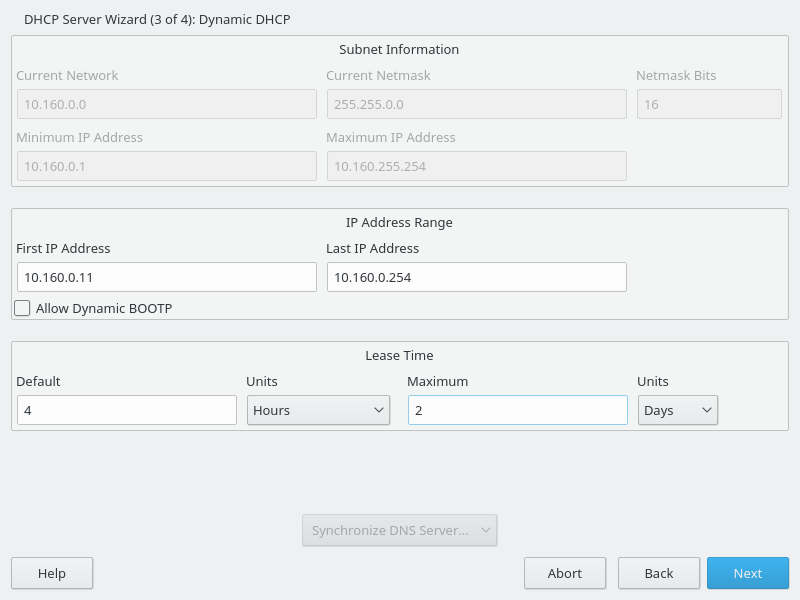 DHCP Server Wizard (3 of 4): Dynamic DHCP
Subnet Information
Current Network Current Netmask Netmask Bits
10.160.0.0 255.255.0.0 16
Minimum IP Address Maximum IP Address
10.160.0.1 10.160.255.254
IP Address Range
First IP Address Last IP Address
10.160.0.11 10.160.0.254
Allow Dynamic BOOTP
Lease Time
Default Units Maximum Units
4 Hours 2 Days
Synchronize DNS Server...
Help Abort Back Next